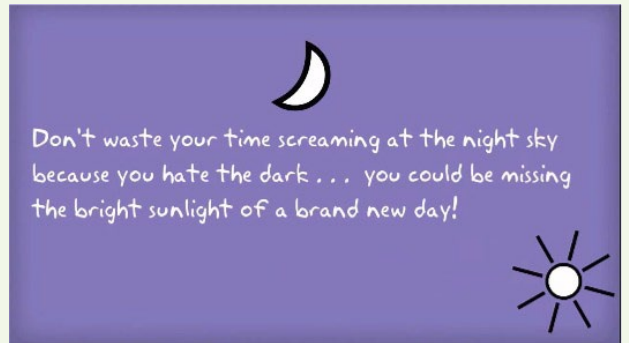 Don't waste your time screaming at the night sky
because you hate the dark . . . you could be missing
the bright sunlight of a brand new day!